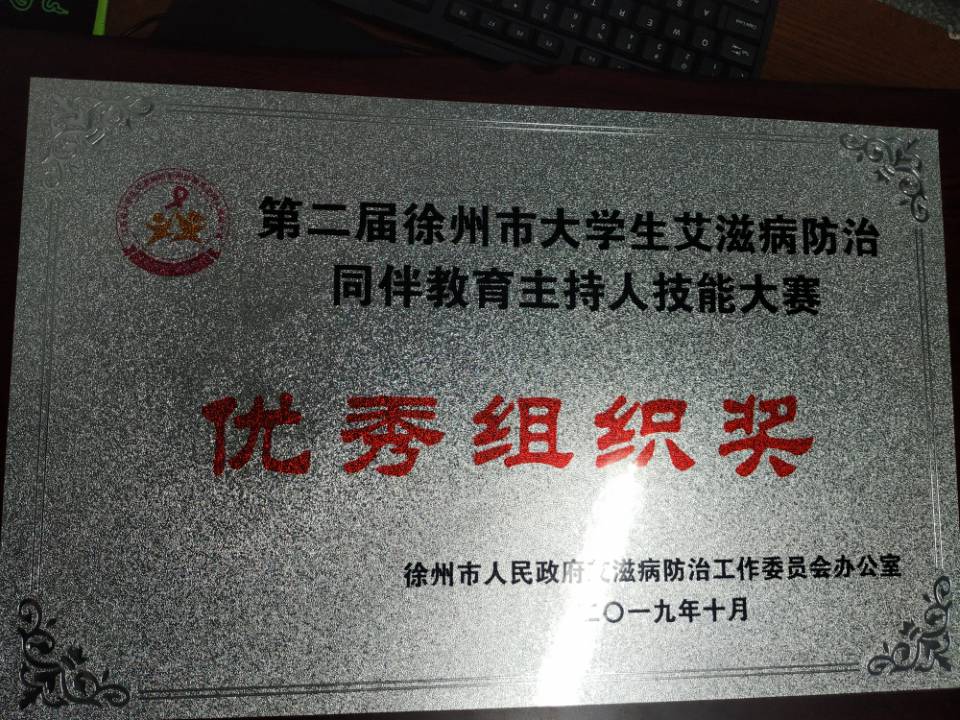 第二届徐州市大学生艾滋病防治
同伴教育主持人技能大赛
优秀组织奖
徐州市人民政府艾滋病防治工作委员会办公室
二〇一九年十月